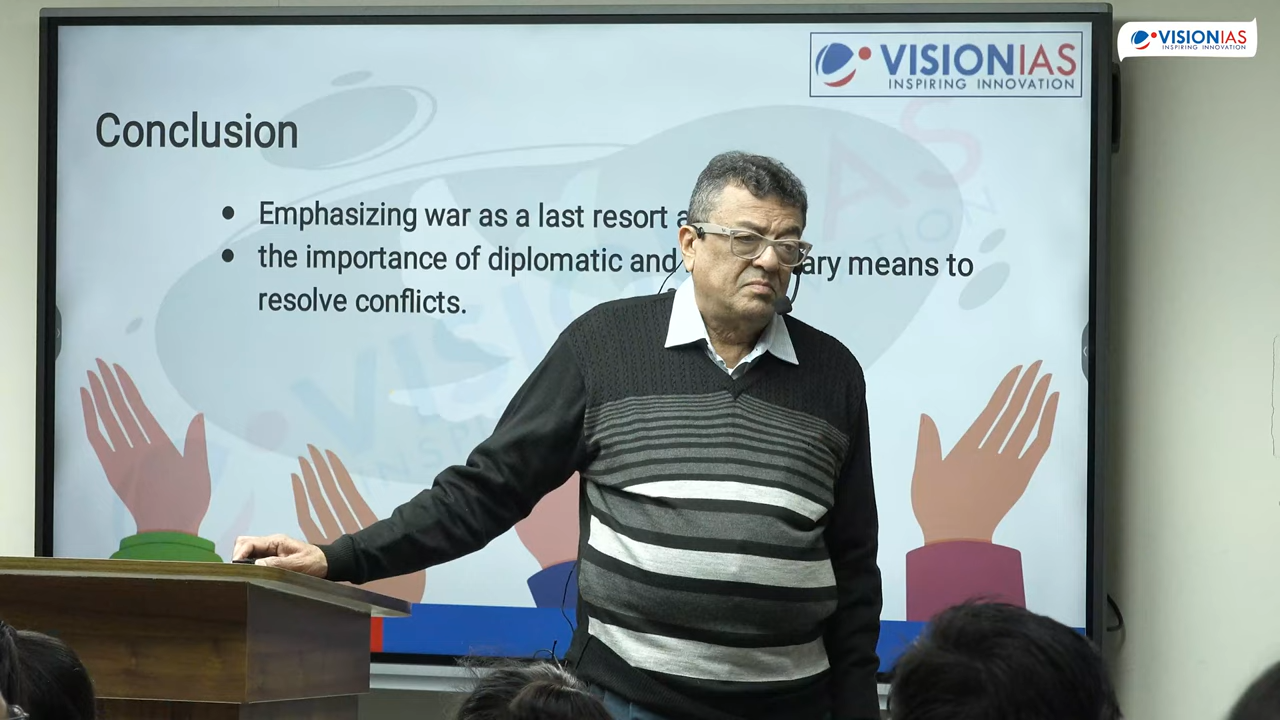 VISIONIAS
INSPIRING INNOVATION
VISIONIAS
INSPIRING INNOVATION
Conclusion
• Emphasizing war as a last resort a
• the importance of diplomatic and ary means to
resolve conflicts.